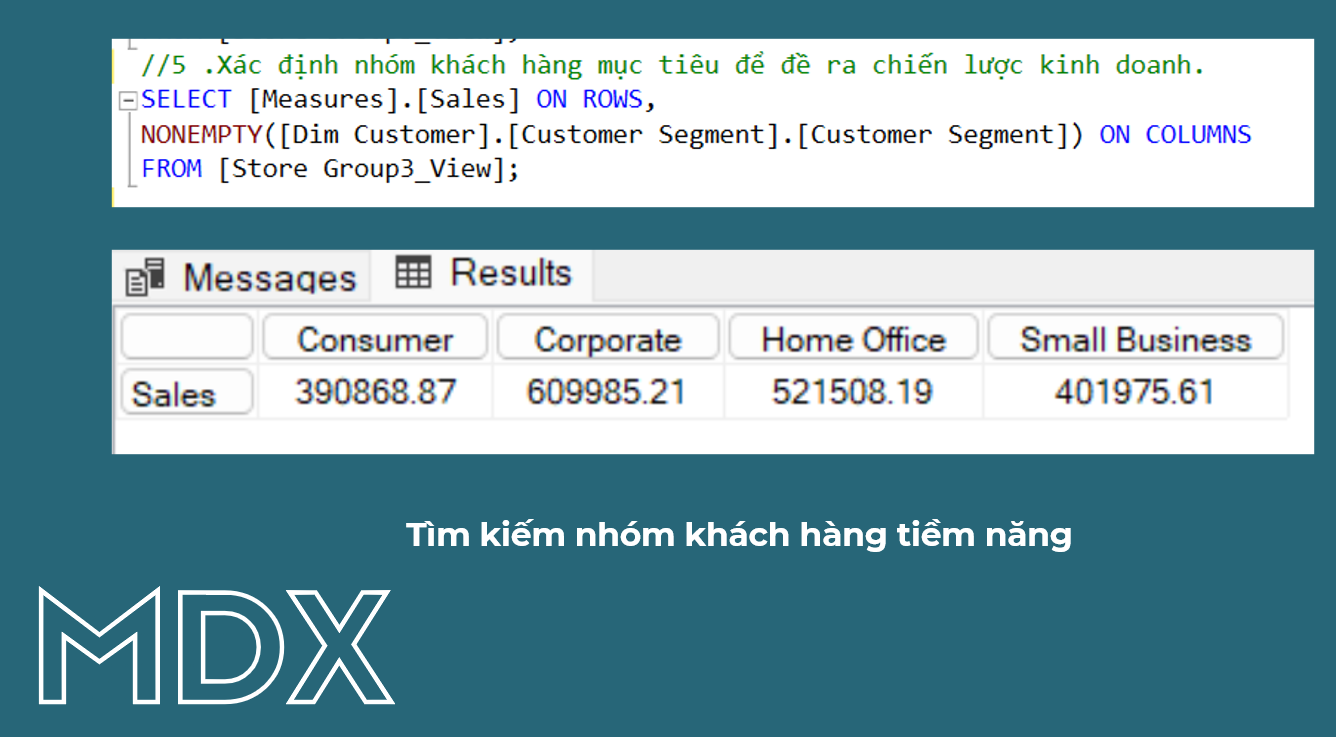 //5 .Xác định nhóm khách hàng mục tiêu để đề ra chiến lược kinh doanh.
SELECT [Measures].[Sales] ON ROWS,
NONEMPTY([Dim Customer].[Customer Segment].[Customer Segment]) ON COLUMNS
FROM [Store Group3_View];
Messages Results
Consumer Corporate Home Office Small Business
Sales 390868.87 609985.21 521508.19 401975.61
Tìm kiếm nhóm khách hàng tiềm năng
MDX